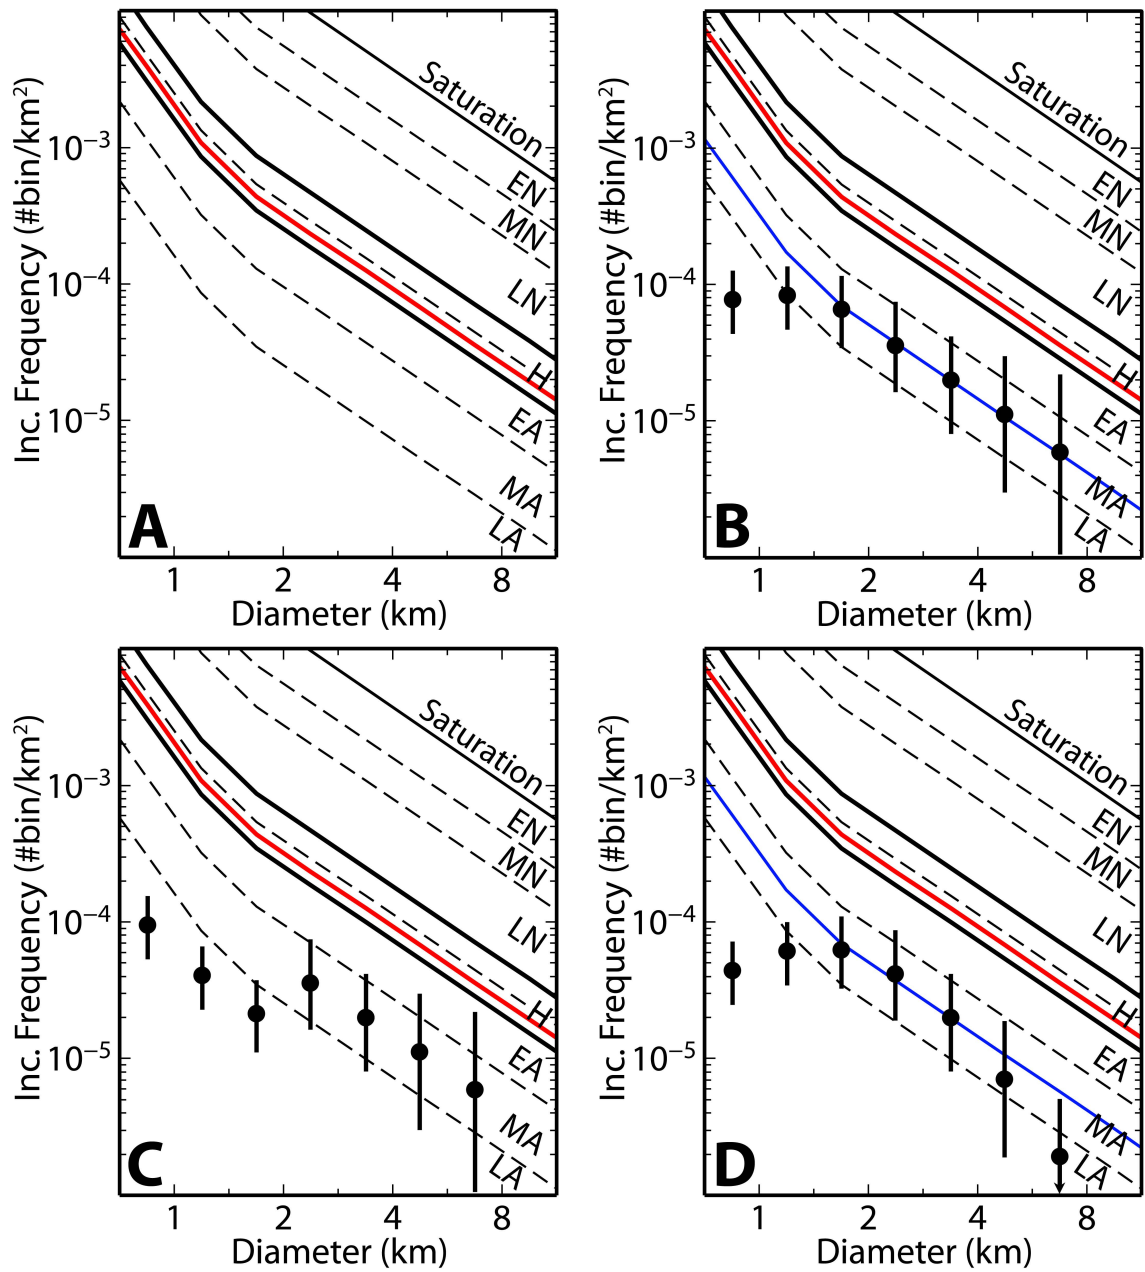 Inc. Frequency (#bin/km²)
10⁻³
10⁻⁴
10⁻⁵
Saturation
EN
MN
LN
H
EA
MA
LA
A
1 2 4 8
Diameter (km)
Inc. Frequency (#bin/km²)
10⁻³
10⁻⁴
10⁻⁵
Saturation
EN
MN
LN
H
EA
MA
LA
B
1 2 4 8
Diameter (km)
Inc. Frequency (#bin/km²)
10⁻³
10⁻⁴
10⁻⁵
Saturation
EN
MN
LN
H
EA
MA
LA
C
1 2 4 8
Diameter (km)
Inc. Frequency (#bin/km²)
10⁻³
10⁻⁴
10⁻⁵
Saturation
EN
MN
LN
H
EA
MA
LA
D
1 2 4 8
Diameter (km)